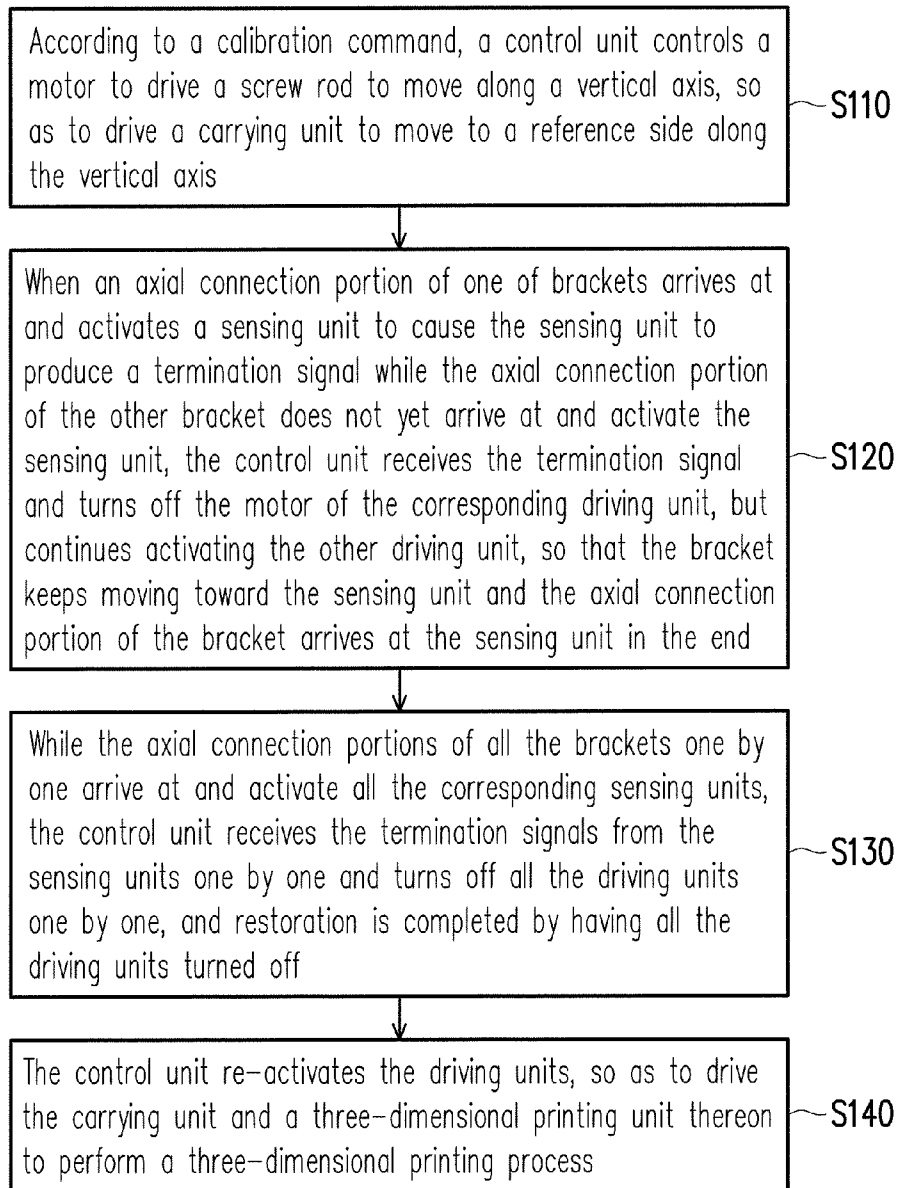 According to a calibration command, a control unit controls a
motor to drive a screw rod to move along a vertical axis, so
as to drive a carrying unit to move to a reference side along
the vertical axis
S110
When an axial connection portion of one of brackets arrives at
and activates a sensing unit to cause the sensing unit to
produce a termination signal while the axial connection portion
of the other bracket does not yet arrive at and activate the
sensing unit, the control unit receives the termination signal
and turns off the motor of the corresponding driving unit, but
continues activating the other driving unit, so that the bracket
keeps moving toward the sensing unit and the axial connection
portion of the bracket arrives at the sensing unit in the end
S120
While the axial connection portions of all the brackets one by
one arrive at and activate all the corresponding sensing units,
the control unit receives the termination signals from the
sensing units one by one and turns off all the driving units
one by one, and restoration is completed by having all the
driving units turned off
S130
The control unit re-activates the driving units, so as to drive
the carrying unit and a three-dimensional printing unit thereon
to perform a three-dimensional printing process
S140